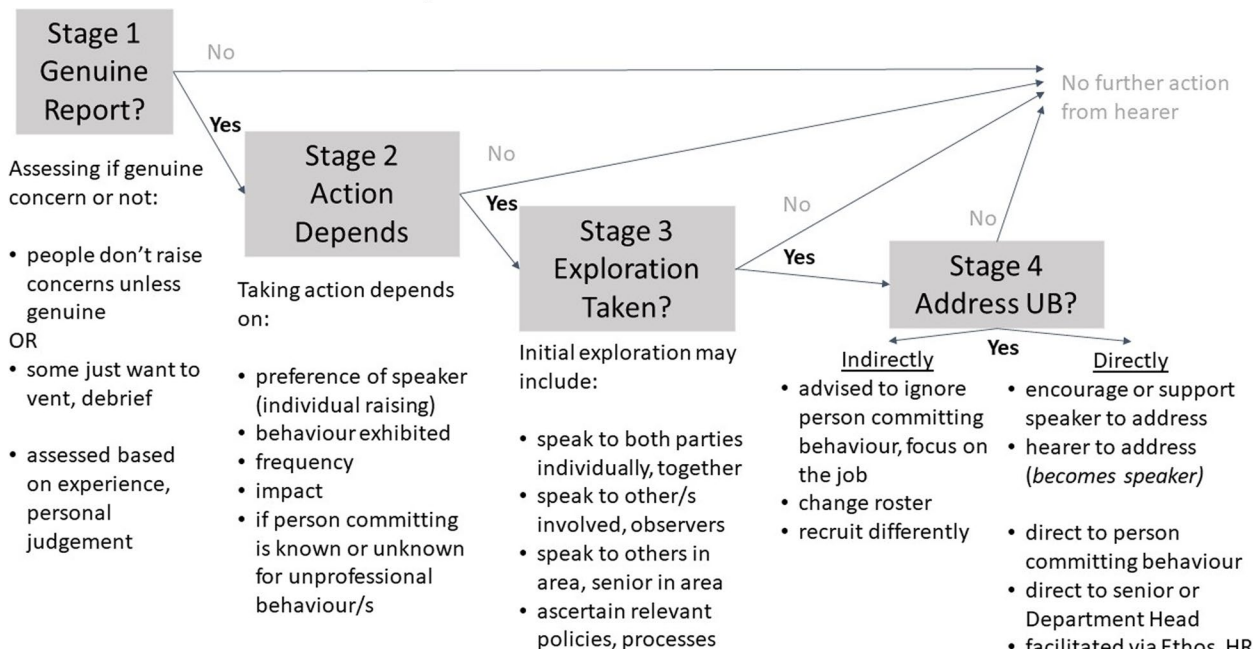 Stage 1
Genuine
Report?
No
Yes
No further action
from hearer
Assessing if genuine
concern or not:
• people don't raise
concerns unless
genuine
OR
• some just want to
vent, debrief
• assessed based
on experience,
personal
judgement
Stage 2
Action
Depends
No
Yes
Taking action depends
on:
• preference of speaker
(individual raising)
• behaviour exhibited
• frequency
• impact
• if person committing
is known or unknown
for unprofessional
behaviour/s
Stage 3
Exploration
Taken?
No
Yes
Initial exploration may
include:
• speak to both parties
individually, together
• speak to other/s
involved, observers
• speak to others in
area, senior in area
• ascertain relevant
policies, processes
Stage 4
Address UB?
No
Yes
Indirectly
• advised to ignore
person committing
behaviour, focus on
the job
• change roster
• recruit differently
Directly
• encourage or support
speaker to address
• hearer to address
(becomes speaker)
• direct to person
committing behaviour
• direct to senior or
Department Head
• facilitated via Ethos, HR